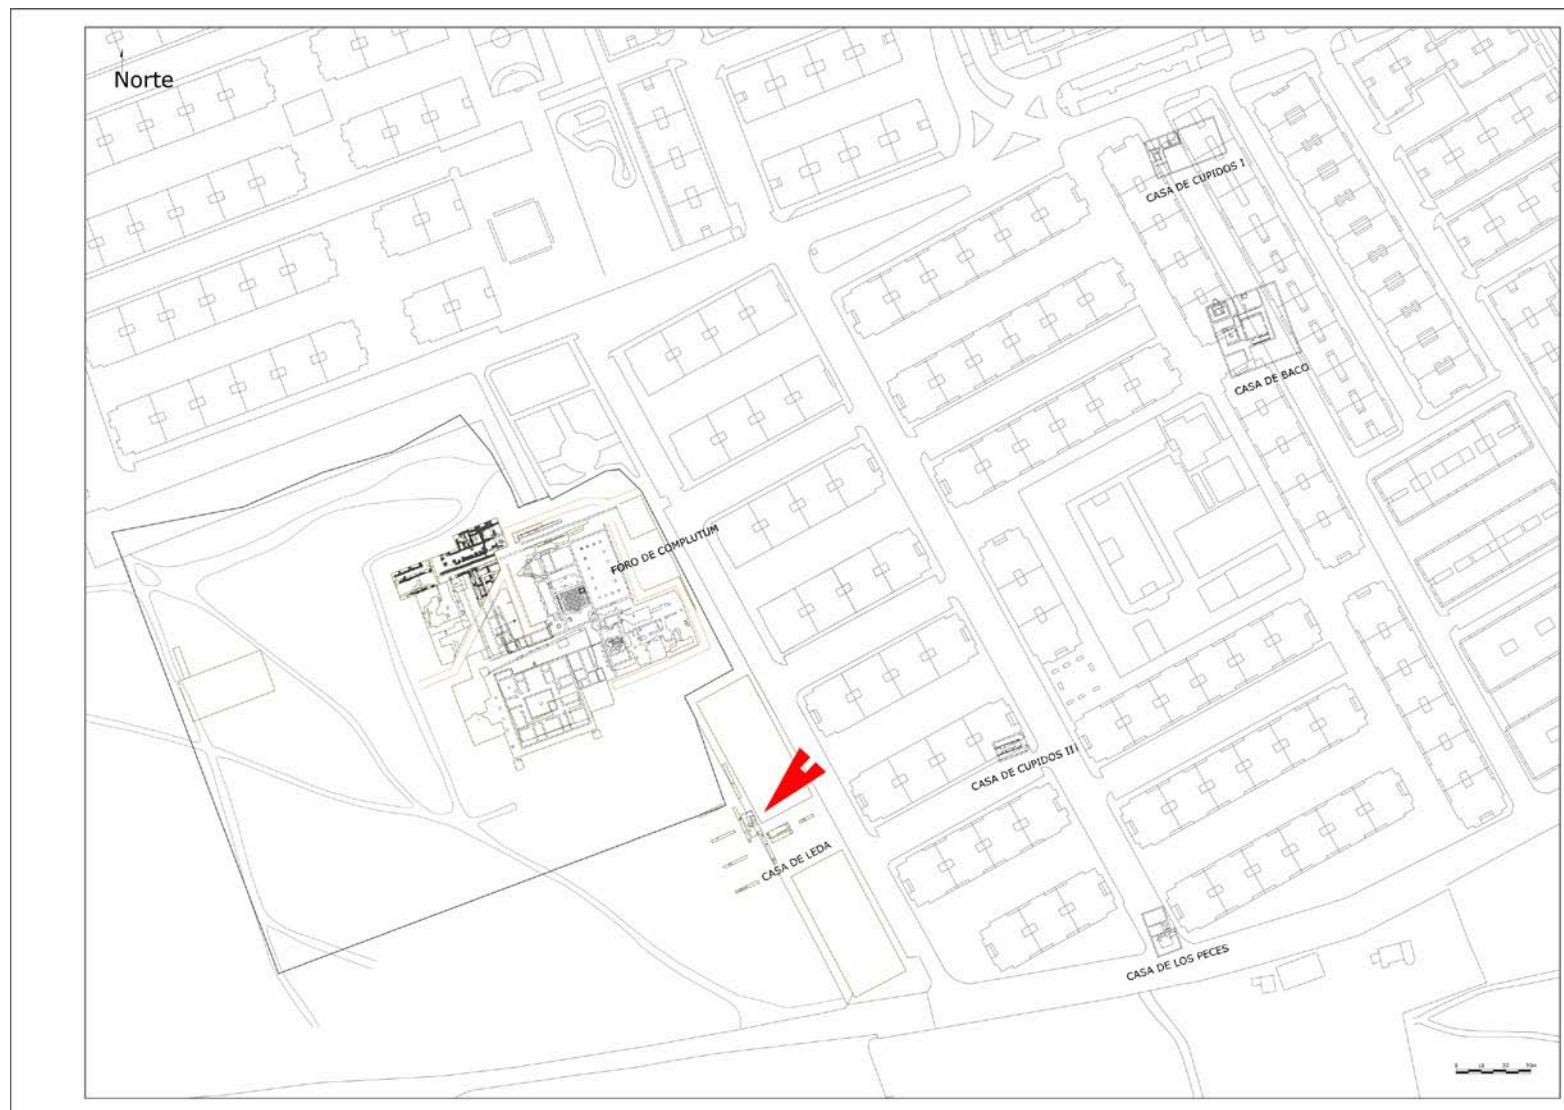 Norte
CASA DE CUPIDOS I
CASA DE BACO
FORO DE COMPLUTUM
CASA DE CUPIDOS III
CASA DE LEDA
CASA DE LOS PECES